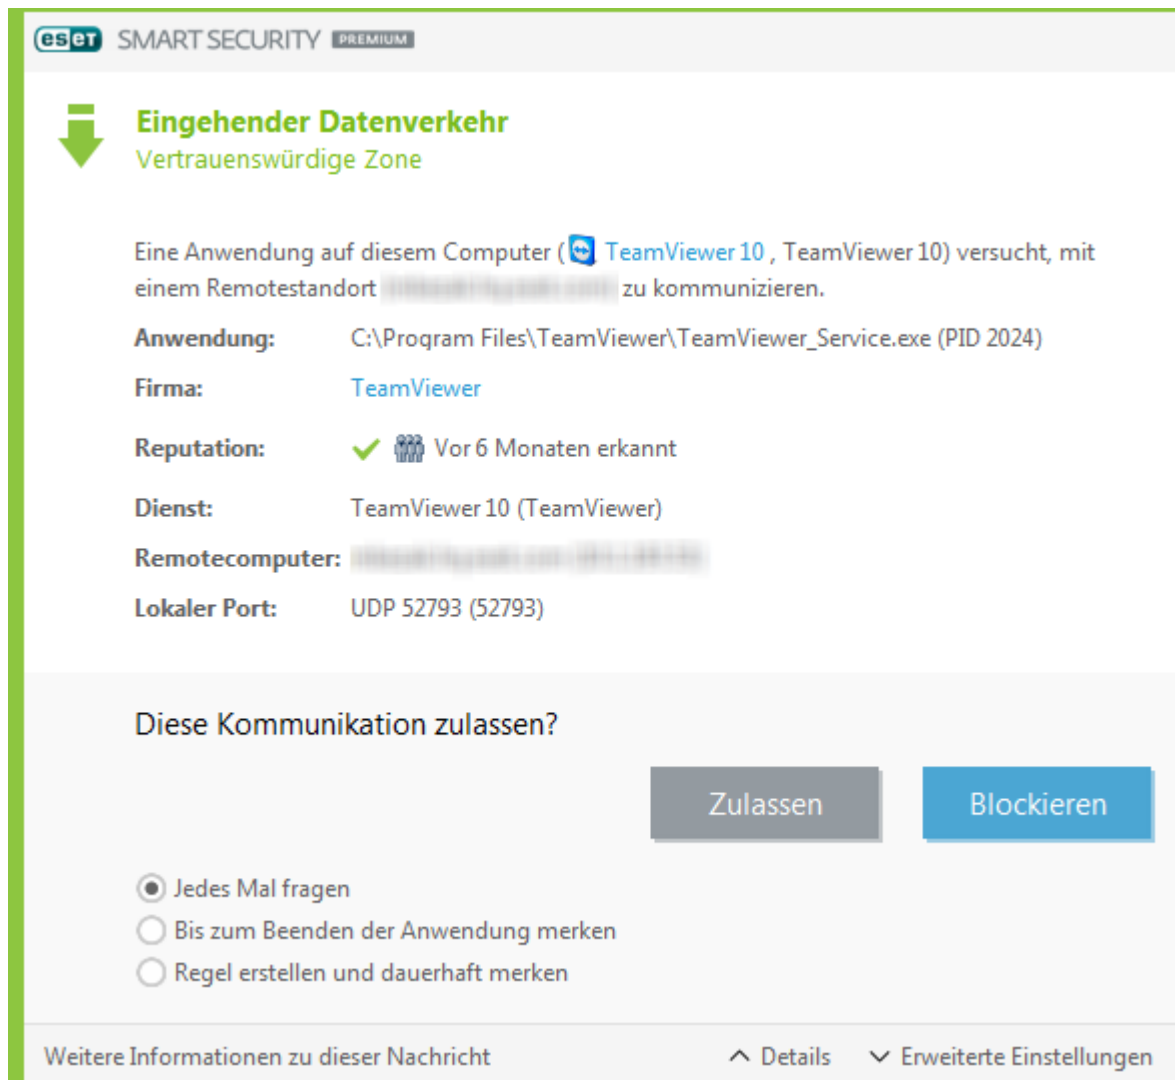 eset SMART SECURITY PREMIUM
Eingehender Datenverkehr
Vertrauenswürdige Zone
Eine Anwendung auf diesem Computer ( TeamViewer 10 , TeamViewer 10) versucht, mit
einem Remotestandort zu kommunizieren.
Anwendung: C:\Program Files\TeamViewer\TeamViewer_Service.exe (PID 2024)
Firma: TeamViewer
Reputation: Vor 6 Monaten erkannt
Dienst: TeamViewer 10 (TeamViewer)
Remotecomputer:
Lokaler Port: UDP 52793 (52793)
Diese Kommunikation zulassen?
Zulassen Blockieren
Jedes Mal fragen
Bis zum Beenden der Anwendung merken
Regel erstellen und dauerhaft merken
Weitere Informationen zu dieser Nachricht Details Erweiterte Einstellungen